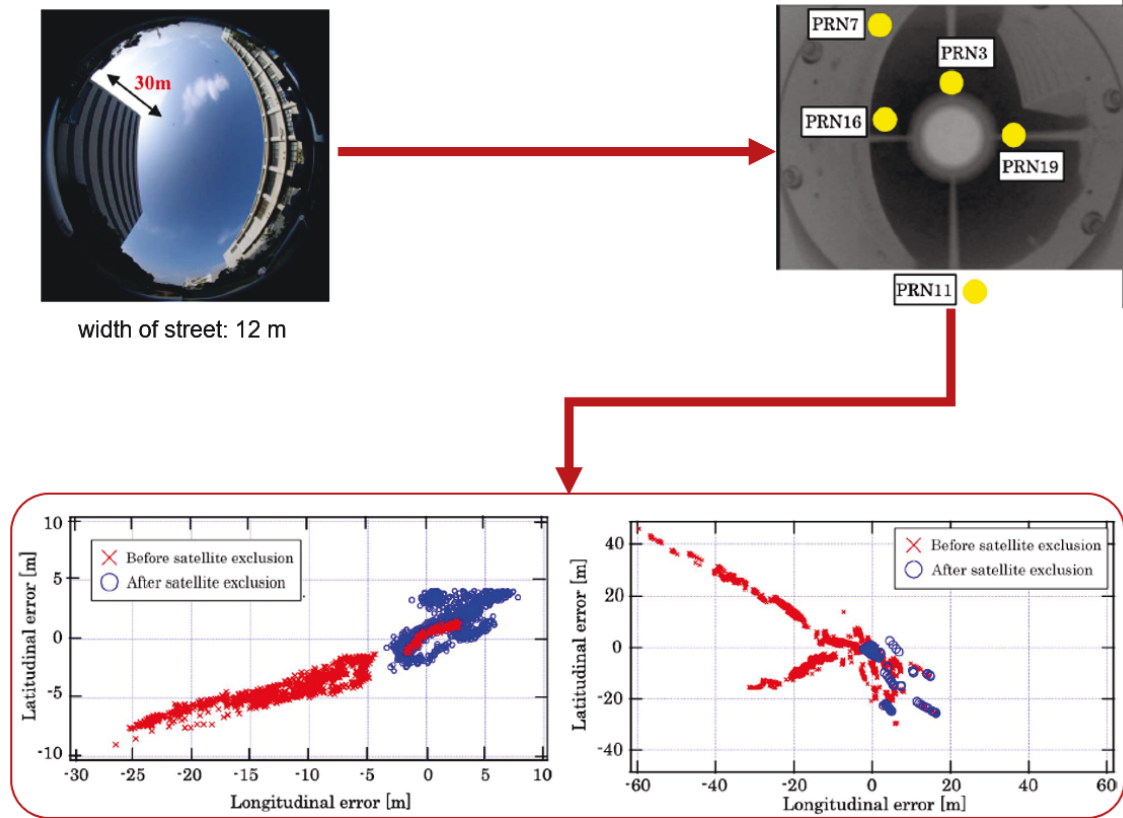 30m
width of street: 12 m
PRN7
PRN3
PRN16
PRN19
PRN11
10
5
0
-5
-10
Latitudinal error [m]
× Before satellite exclusion
○ After satellite exclusion
-30 -25 -20 -15 -10 -5 0 5 10
Longitudinal error [m]
40
20
0
-20
-40
Latitudinal error [m]
× Before satellite exclusion
○ After satellite exclusion
-60 -40 -20 0 20 40 60
Longitudinal error [m]